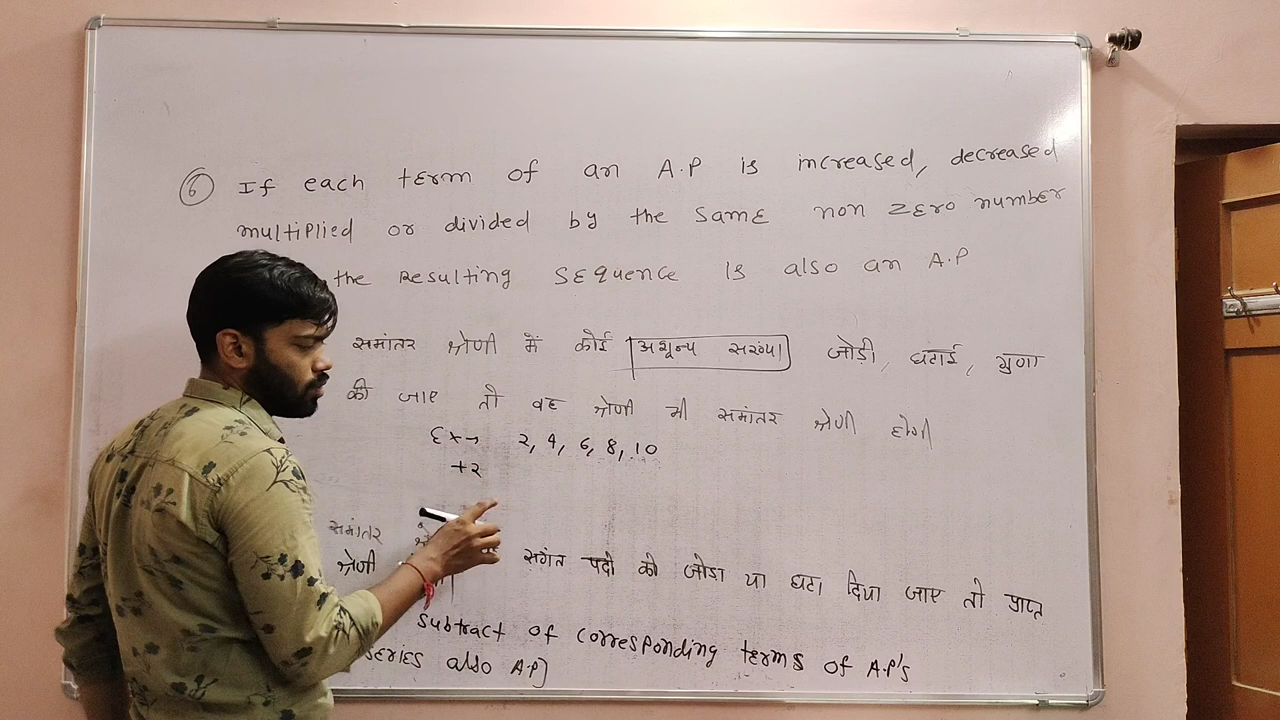 6 If each term of an A.P is increased, decreased
multiplied or divided by the same non zero number
the resulting sequence is also an A.P
समांतर श्रेणी में कोई अशून्य सख्या जोड़ी, घटाई, गुणा
की जाए तो वह श्रेणी भी समांतर श्रेणी होगी
Ex→ 2, 4, 6, 8, 10
+2
समांतर
श्रेणी संगत पदो को जोडा या घटा दिया जाए तो प्राप्त
subtract of corresponding terms of A.P's
series also A.P]